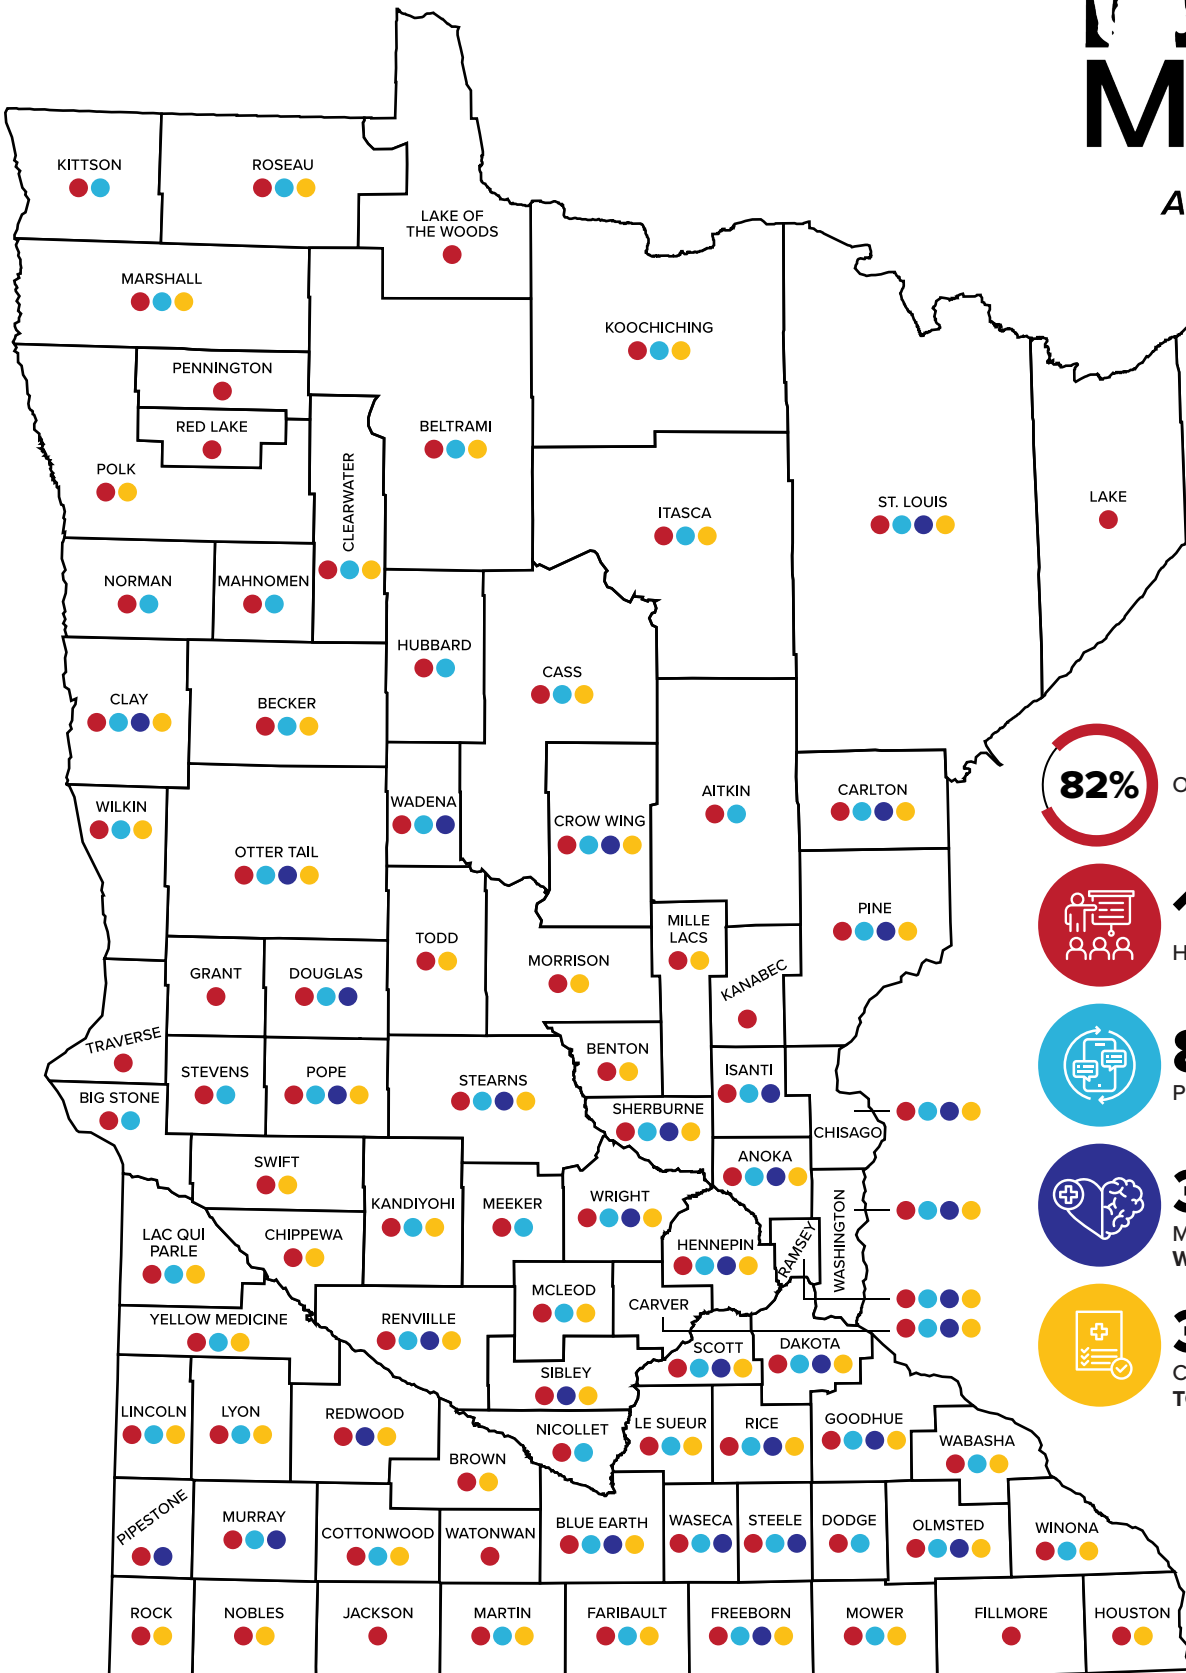 M
A
KITTSON
ROSEAU
LAKE OF
THE WOODS
MARSHALL
KOOCHICHING
PENNINGTON
RED LAKE
BELTRAMI
POLK
CLEARWATER
ITASCA
ST. LOUIS
LAKE
NORMAN
MAHNOMEN
HUBBARD
CASS
CLAY
BECKER
WADENA
AITKIN
CARLTON
82%
O
WILKIN
CROW WING
OTTER TAIL
PINE
MILLE
LACS
TODD
MORRISON
H
GRANT
DOUGLAS
KANABEC
TRAVERSE
BENTON
STEVENS
POPE
STEARNS
ISANTI
8
P
BIG STONE
SHERBURNE
CHISAGO
SWIFT
ANOKA
KANDIYOHI
MEEKER
WRIGHT
WASHINGTON
3
M
W
LAC QUI
PARLE
CHIPPEWA
HENNEPIN
RAMSEY
MCLEOD
CARVER
YELLOW MEDICINE
RENVILLE
SCOTT
DAKOTA
3
C
SIBLEY
LINCOLN
LYON
REDWOOD
NICOLLET
LE SUEUR
RICE
GOODHUE
WABASHA
BROWN
PIPESTONE
MURRAY
COTTONWOOD
WATONWAN
BLUE EARTH
WASECA
STEELE
DODGE
OLMSTED
WINONA
ROCK
NOBLES
JACKSON
MARTIN
FARIBAULT
FREEBORN
MOWER
FILLMORE
HOUSTON